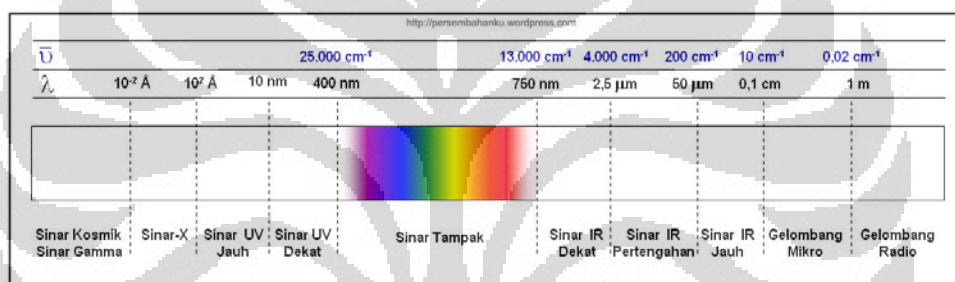 http://persembahanku.wordpress.com
ῡ 25.000 cm⁻¹ 13.000 cm⁻¹ 4.000 cm⁻¹ 200 cm⁻¹ 10 cm⁻¹ 0,02 cm⁻¹
λ 10⁻² Å 10² Å 10 nm 400 nm 750 nm 2,5 μm 50 μm 0,1 cm 1 m
Sinar Kosmik Sinar-X Sinar UV Sinar UV Sinar Tampak Sinar IR Sinar IR Sinar IR Gelombang Gelombang
Sinar Gamma Jauh Dekat Dekat Pertengahan Jauh Mikro Radio